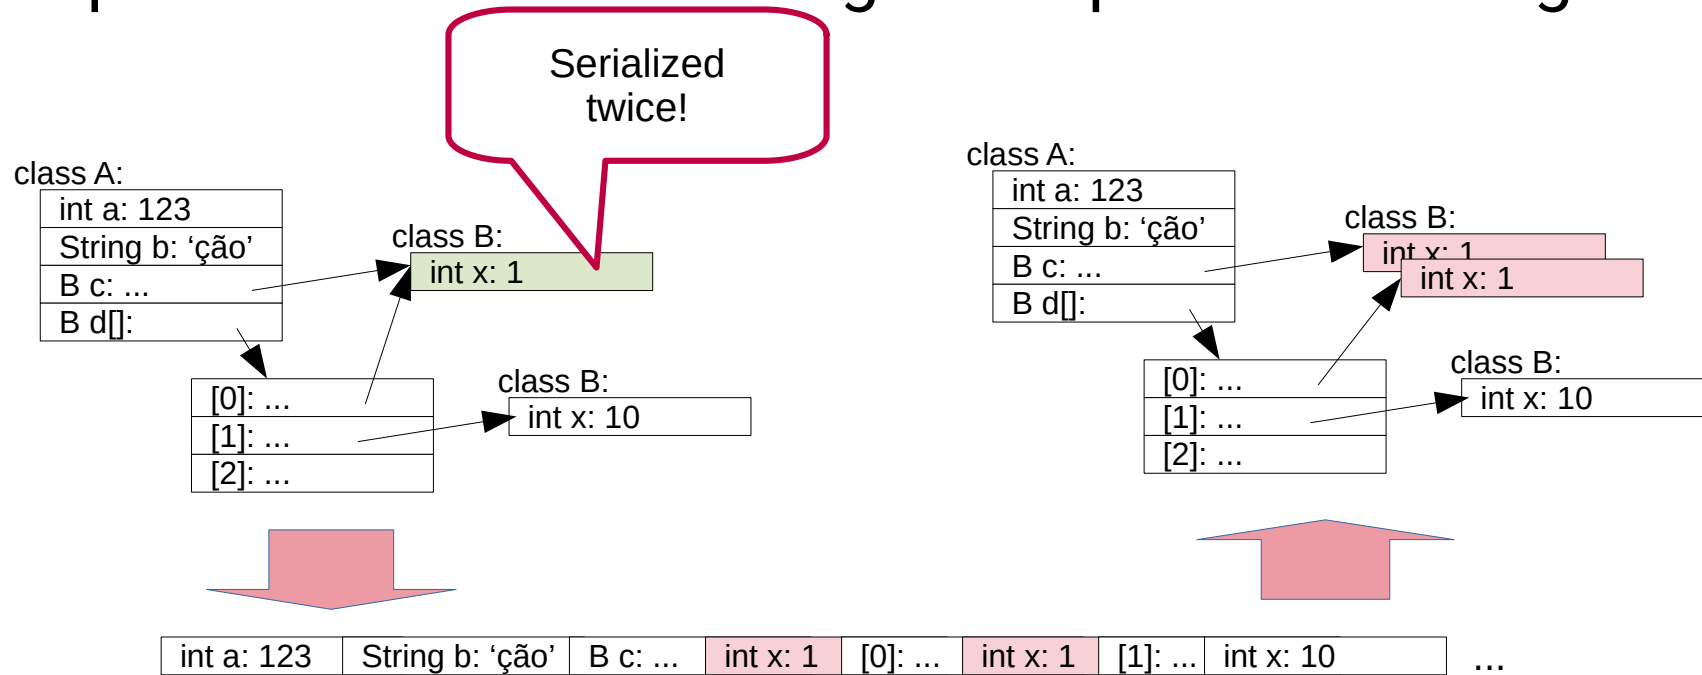 Serialized
twice!
class A:
int a: 123
String b: ‘ção’
B c: ...
B d[]:
class B:
int x: 1
[0]: ...
[1]: ...
[2]: ...
class B:
int x: 10
class A:
int a: 123
String b: ‘ção’
B c: ...
B d[]:
class B:
int x: 1
int x: 1
[0]: ...
[1]: ...
[2]: ...
class B:
int x: 10
int a: 123 String b: ‘ção’ B c: ... int x: 1 [0]: ... int x: 1 [1]: ... int x: 10 ...